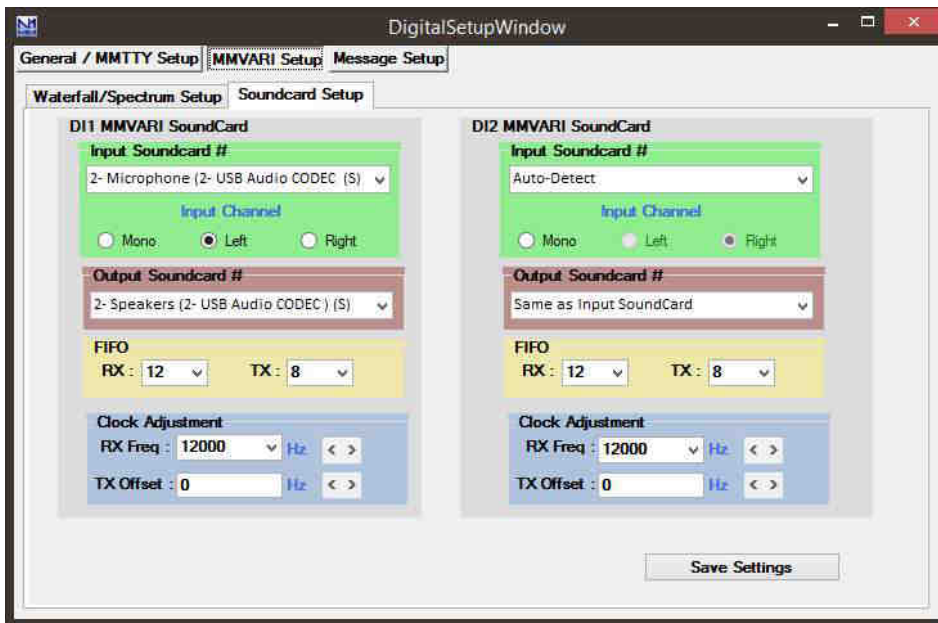 DigitalSetupWindow
General / MMTTY Setup MMVARI Setup Message Setup
Waterfall/Spectrum Setup Soundcard Setup
DI1 MMVARI SoundCard
Input Soundcard #
2- Microphone (2- USB Audio CODEC (S)
Input Channel
Mono Left Right
Output Soundcard #
2- Speakers (2- USB Audio CODEC ) (S)
FIFO
RX : 12 TX : 8
Clock Adjustment
RX Freq : 12000 Hz < >
TX Offset : 0 Hz < >
DI2 MMVARI SoundCard
Input Soundcard #
Auto-Detect
Input Channel
Mono Left Right
Output Soundcard #
Same as Input SoundCard
FIFO
RX : 12 TX : 8
Clock Adjustment
RX Freq : 12000 Hz < >
TX Offset : 0 Hz < >
Save Settings